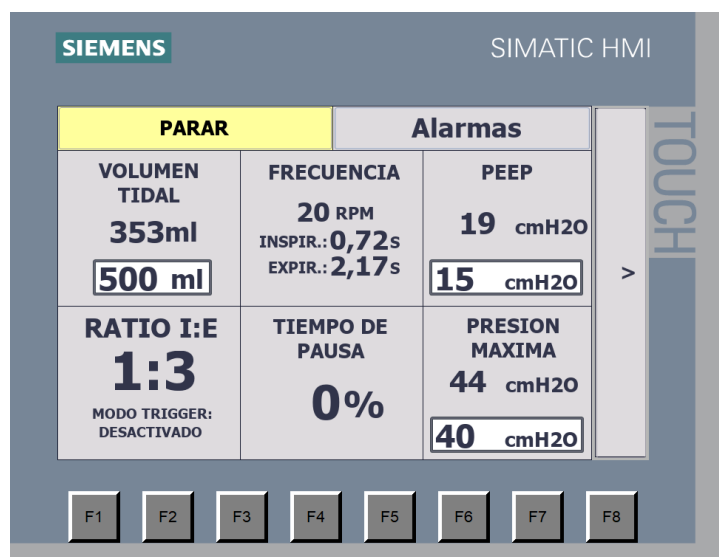 SIEMENS
SIMATIC HMI
TOUCH
PARAR
Alarmas
VOLUMEN
TIDAL
353ml
500 ml
FRECUENCIA
20 RPM
INSPIR.:0,72s
EXPIR.:2,17s
PEEP
19 cmH2O
15 cmH2O
>
RATIO I:E
1:3
MODO TRIGGER:
DESACTIVADO
TIEMPO DE
PAUSA
0%
PRESION
MAXIMA
44 cmH2O
40 cmH2O
F1 F2 F3 F4 F5 F6 F7 F8